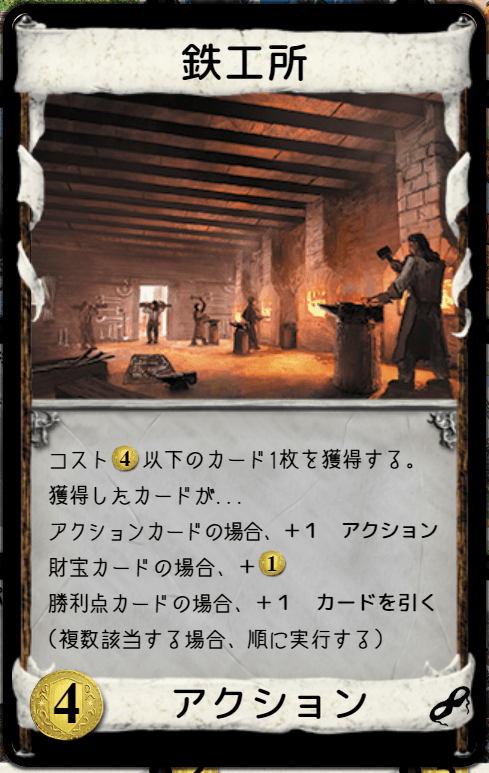 鉄工所
コスト4以下のカード1枚を獲得する。
獲得したカードが...
アクションカードの場合、+1 アクション
財宝カードの場合、+1
勝利点カードの場合、+1 カードを引く
(複数該当する場合、順に実行する)
4 アクション